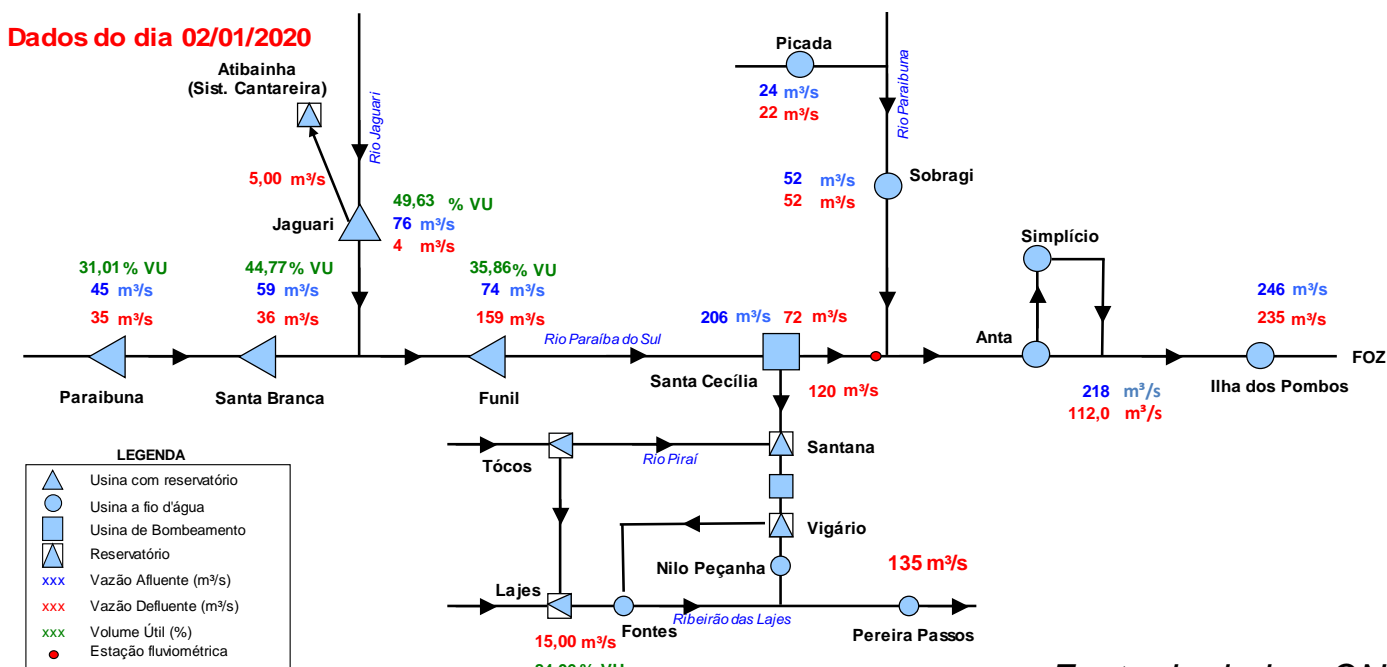 Dados do dia 02/01/2020
Atibainha
(Sist. Cantareira)
Rio Jaguari
5,00 m³/s
Jaguari
49,63 % VU
76 m³/s
4 m³/s
Picada
24 m³/s
22 m³/s
Rio Paraibuna
52 m³/s
52 m³/s
Sobragi
Simplício
31,01% VU
45 m³/s
35 m³/s
Paraibuna
44,77% VU
59 m³/s
36 m³/s
Santa Branca
35,86% VU
74 m³/s
159 m³/s
Funil
Rio Paraíba do Sul
206 m³/s 72 m³/s
Santa Cecília
120 m³/s
Anta
218 m³/s
112,0 m³/s
246 m³/s
235 m³/s
Ilha dos Pombos
FOZ
Tócos
Rio Piraí
Santana
Vigário
Nilo Peçanha
135 m³/s
Lajes
Fontes
Ribeirão das Lajes
Pereira Passos
15,00 m³/s
LEGENDA
Usina com reservatório
Usina a fio d'água
Usina de Bombeamento
Reservatório
xxx Vazão Afluente (m³/s)
xxx Vazão Defluente (m³/s)
xxx Volume Útil (%)
Estação fluviométrica